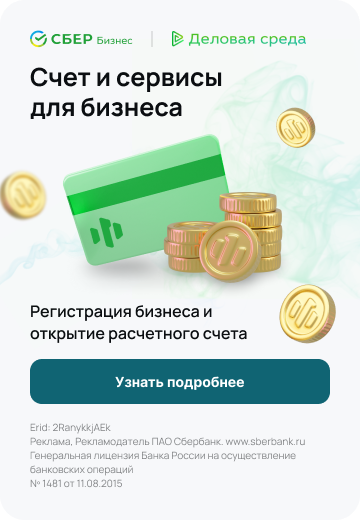 СБЕР Бизнес | Деловая среда
Счет и сервисы
для бизнеса
Регистрация бизнеса и
открытие расчетного счета
Узнать подробнее
Erid: 2RanykkjAEk
Реклама, Рекламодатель ПАО Сбербанк. www.sberbank.ru
Генеральная лицензия Банка России на осуществление
банковских операций
№ 1481 от 11.08.2015